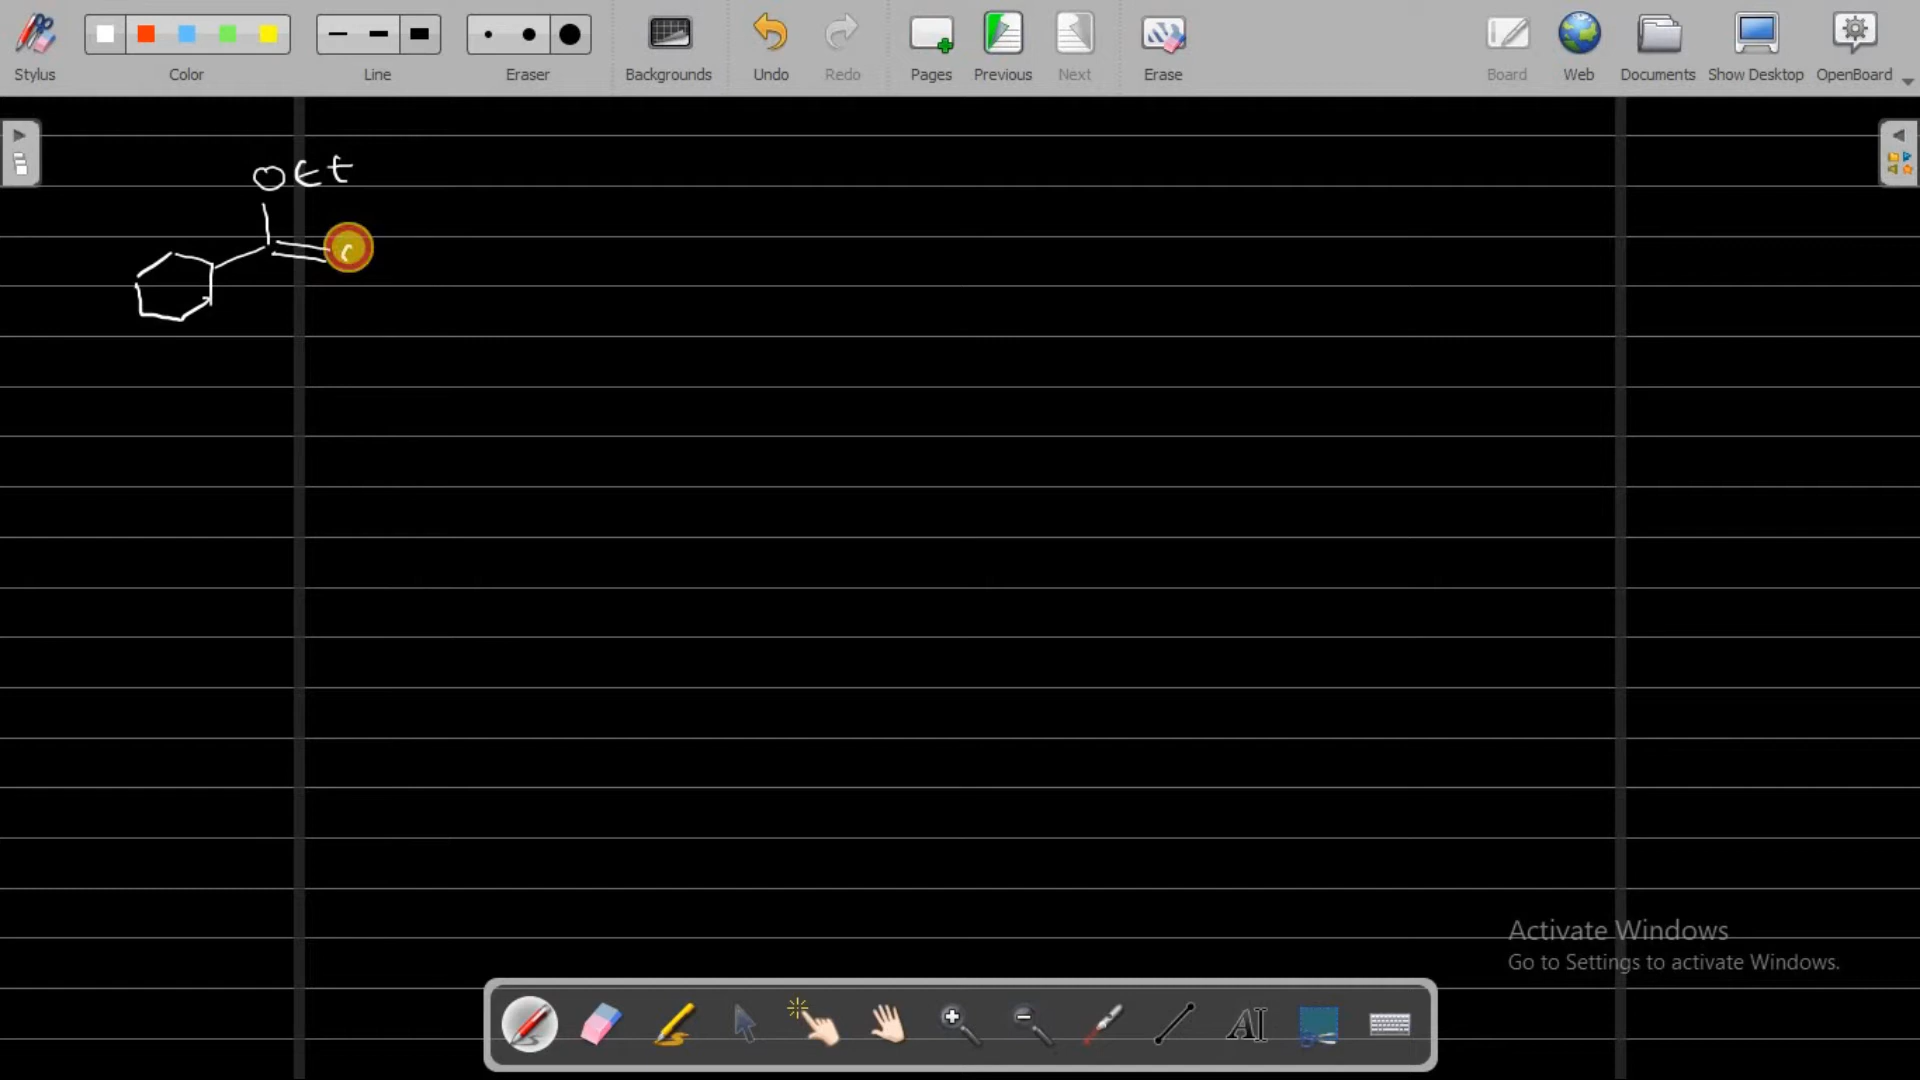 Stylus Color Line Eraser Backgrounds Undo Redo Pages Previous Next Erase Board Web Documents Show Desktop OpenBoard
OEt
AI
Activate Windows
Go to Settings to activate Windows.